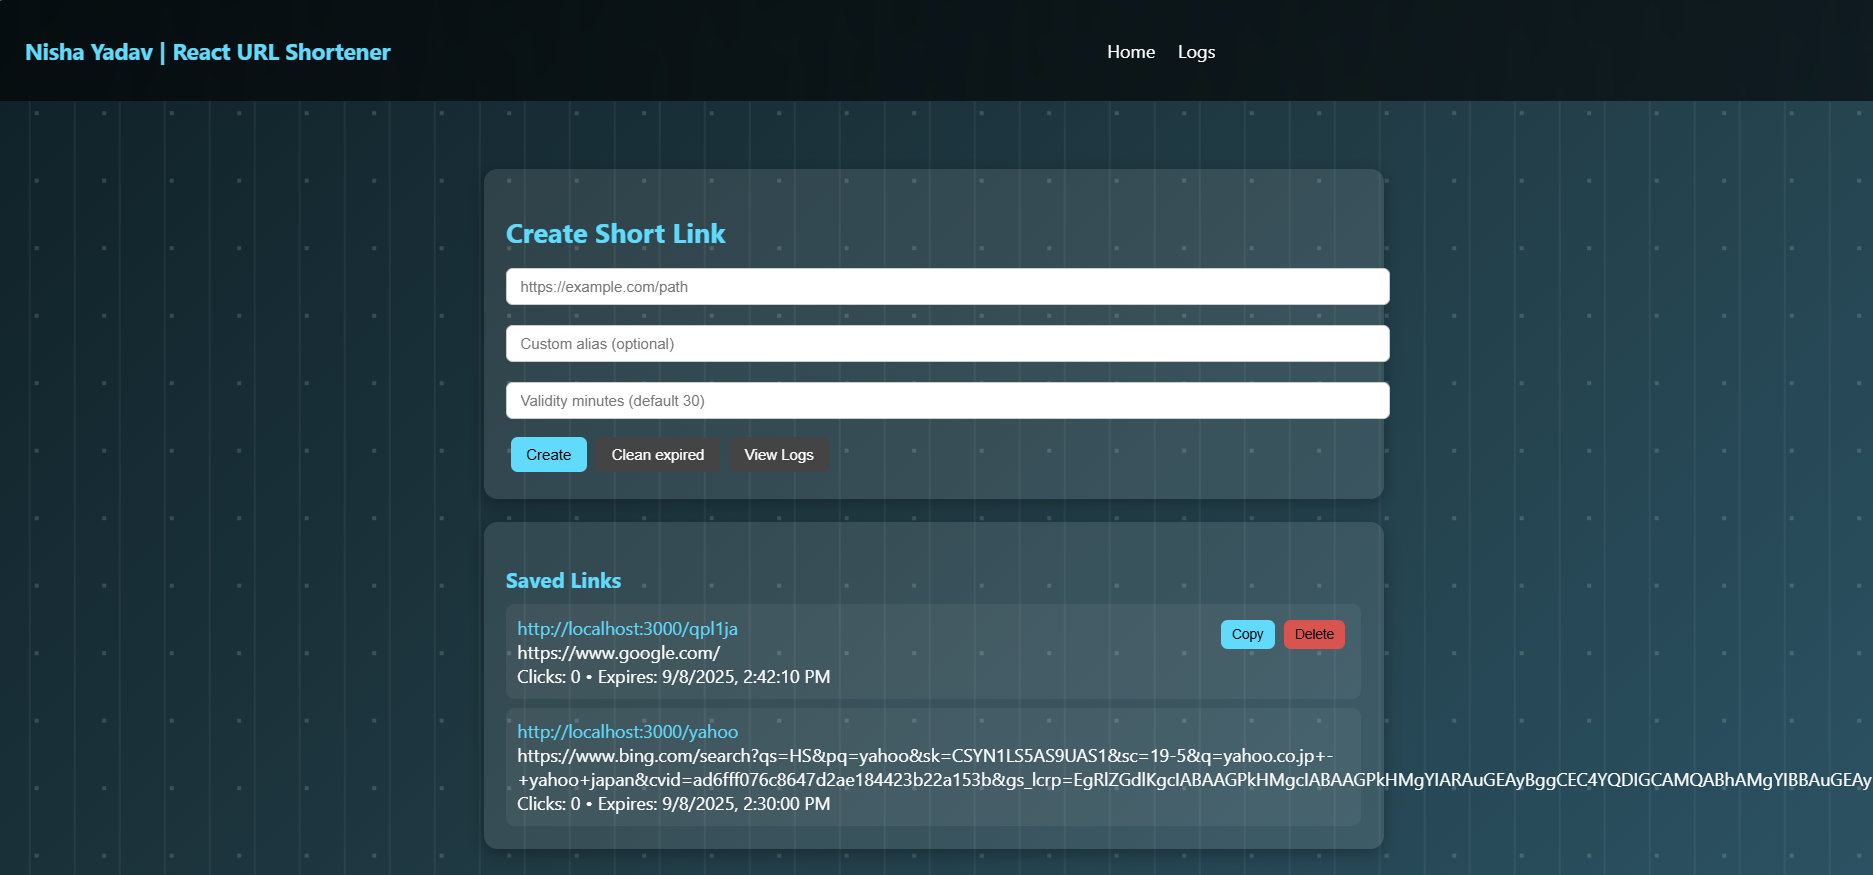 Nisha Yadav | React URL Shortener
Home
Logs
Create Short Link
https://example.com/path
Custom alias (optional)
Validity minutes (default 30)
Create
Clean expired
View Logs
Saved Links
http://localhost:3000/qpl1ja
Copy
Delete
https://www.google.com/
Clicks: 0 • Expires: 9/8/2025, 2:42:10 PM
http://localhost:3000/yahoo
https://www.bing.com/search?qs=HS&pq=yahoo&sk=CSYN1LS5AS9UAS1&sc=19-5&q=yahoo.co.jp+-
+yahoo+japan&cvid=ad6fff076c8647d2ae184423b22a153b&gs_lcrp=EgRlZGdlKgcIABAAGPkHMgcIABAAGPkHMgYIARAuGEAyBggCEC4YQDIGCAMQABhAMgYIBBAuGEAy
Clicks: 0 • Expires: 9/8/2025, 2:30:00 PM